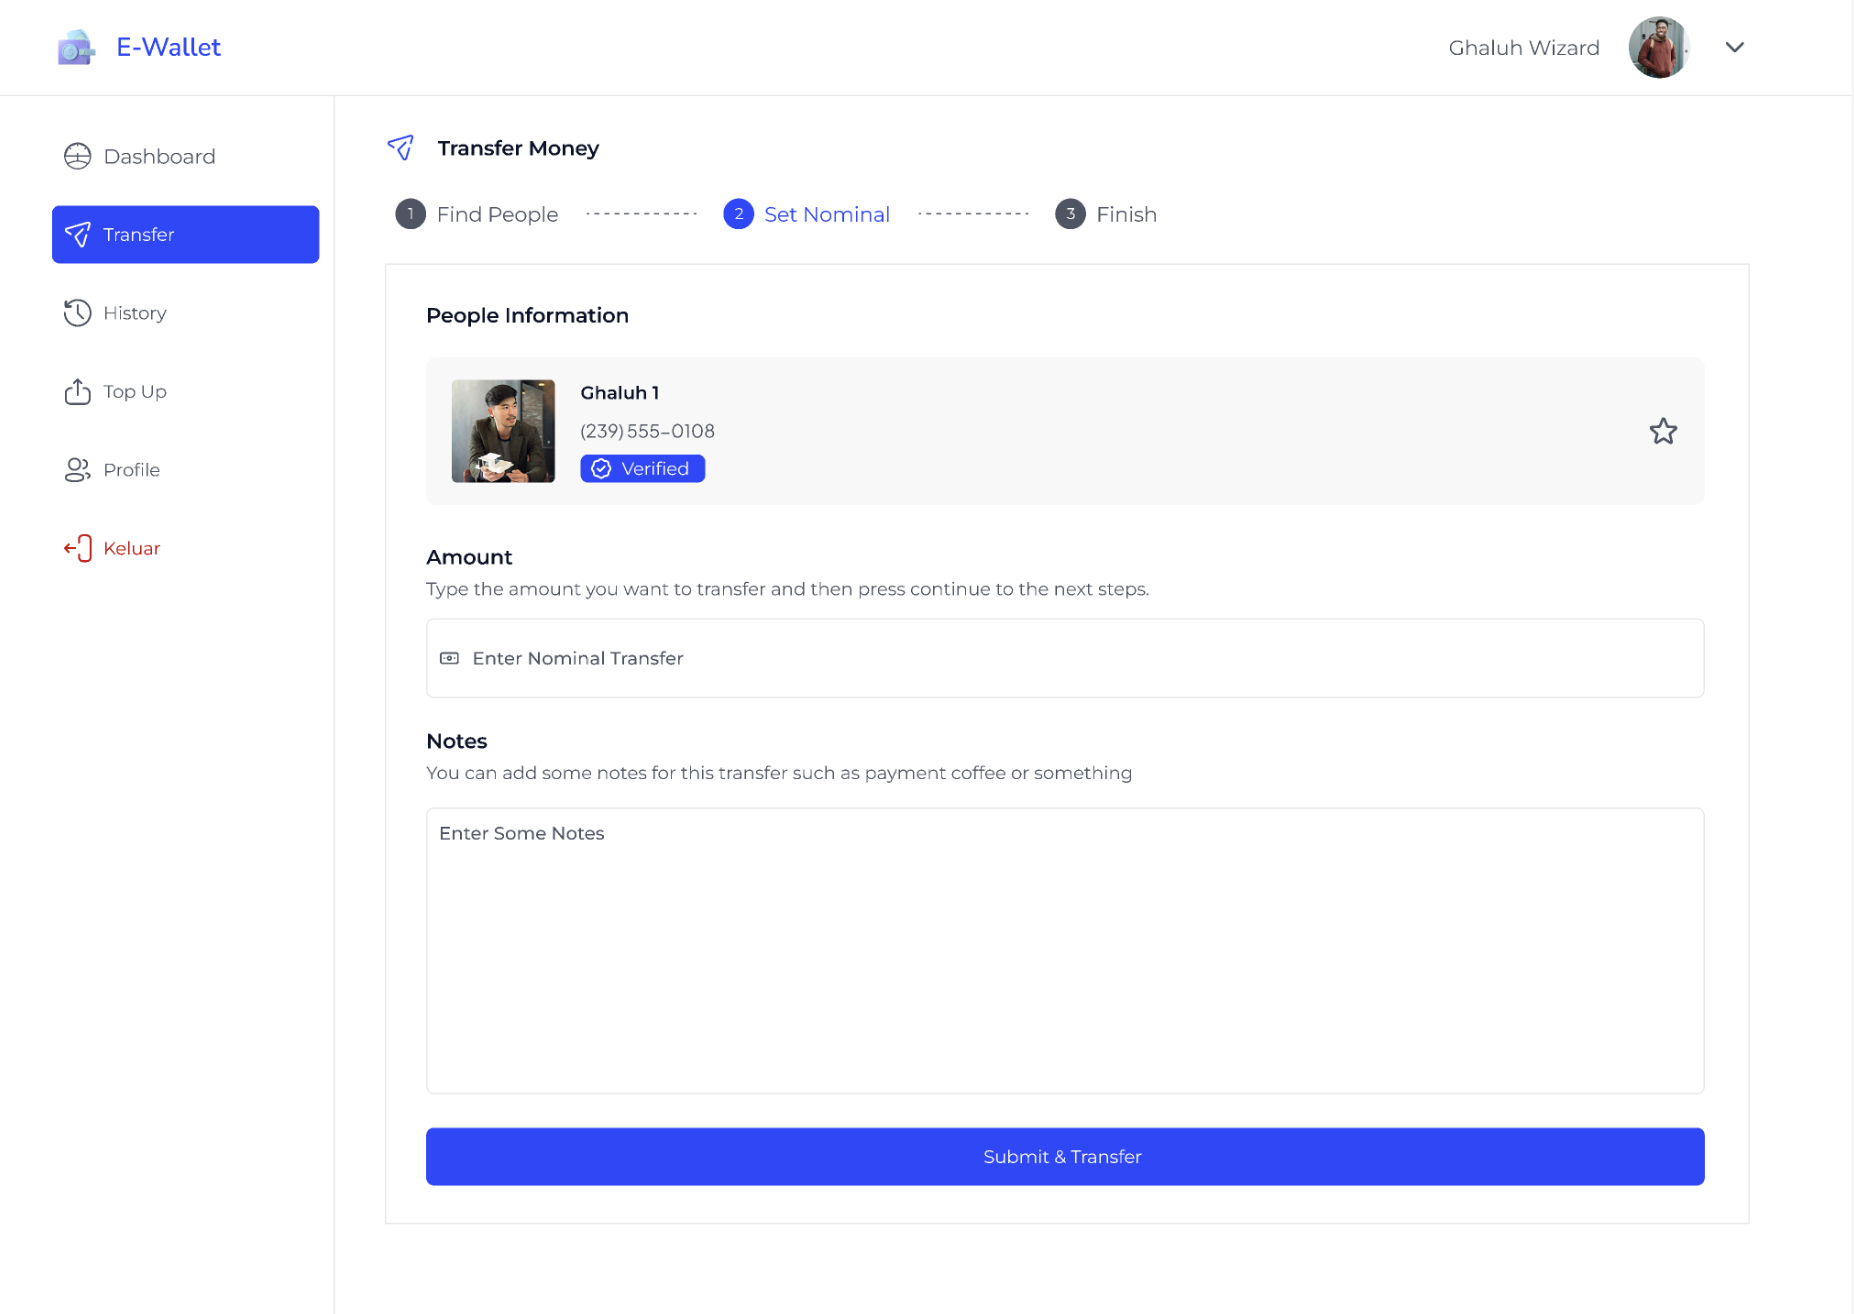 E-Wallet
Ghaluh Wizard
Dashboard
Transfer
History
Top Up
Profile
Keluar
Transfer Money
1 Find People
2 Set Nominal
3 Finish
People Information
Ghaluh 1
(239) 555-0108
Verified
Amount
Type the amount you want to transfer and then press continue to the next steps.
Enter Nominal Transfer
Notes
You can add some notes for this transfer such as payment coffee or something
Enter Some Notes
Submit & Transfer